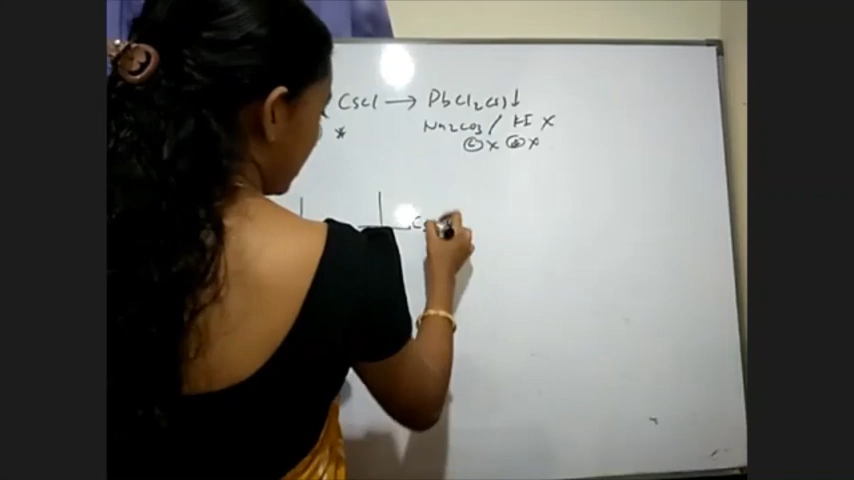 CsCl → PbCl2(s)↓
* Na2CO3 / KI ×
× ×
C